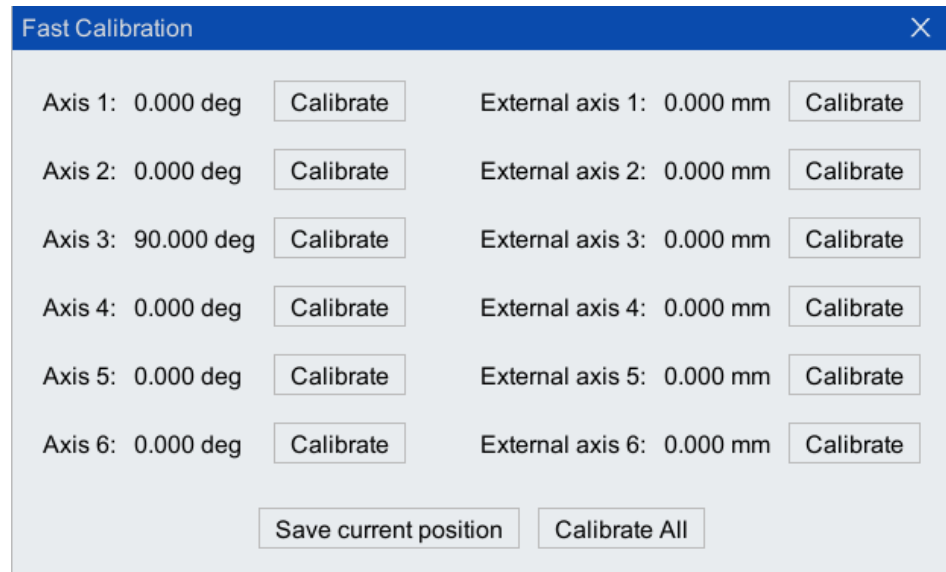 Fast Calibration
Axis 1: 0.000 deg Calibrate External axis 1: 0.000 mm Calibrate
Axis 2: 0.000 deg Calibrate External axis 2: 0.000 mm Calibrate
Axis 3: 90.000 deg Calibrate External axis 3: 0.000 mm Calibrate
Axis 4: 0.000 deg Calibrate External axis 4: 0.000 mm Calibrate
Axis 5: 0.000 deg Calibrate External axis 5: 0.000 mm Calibrate
Axis 6: 0.000 deg Calibrate External axis 6: 0.000 mm Calibrate
Save current position Calibrate All